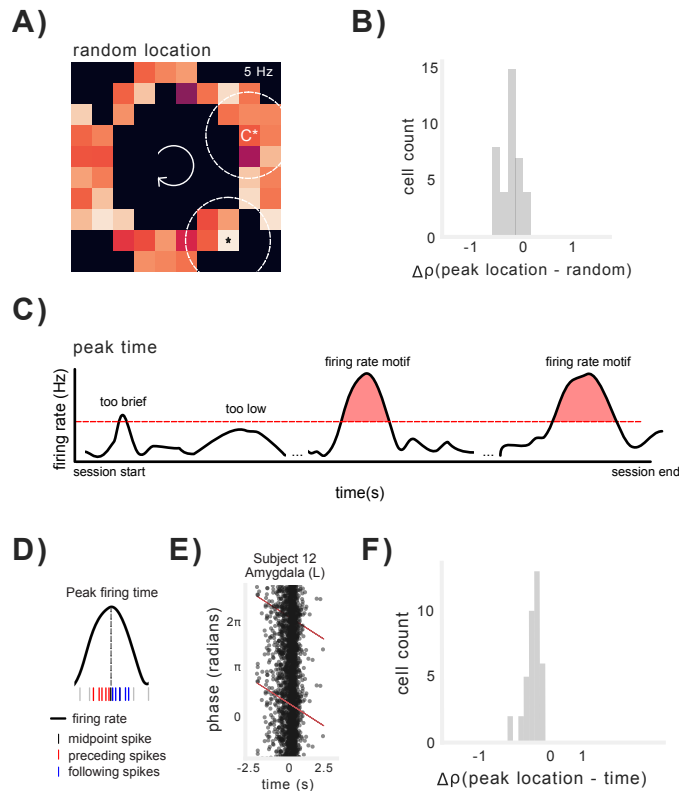 A)
random location
5 Hz
C*
*
B)
15
10
5
0
cell count
-1
0
1
Δρ(peak location - random)
C)
peak time
firing rate motif
firing rate motif
too brief
too low
firing rate (Hz)
...
...
session start
session end
time(s)
D)
Peak firing time
firing rate
midpoint spike
preceding spikes
following spikes
E)
Subject 12
Amygdala (L)
2π
π
0
phase (radians)
-2.5
0
2.5
time (s)
F)
10
5
0
cell count
-1
0
1
Δρ(peak location - time)